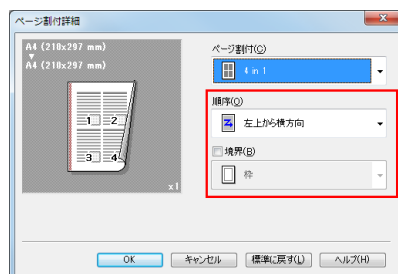 ページ割付詳細
A4 (210x297 mm)
A4 (210x297 mm)
1 2
3 4
x1
ページ割付(C)
4 in 1
順序(O)
左上から横方向
境界(B)
枠
OK
キャンセル
標準に戻す(L)
ヘルプ(H)